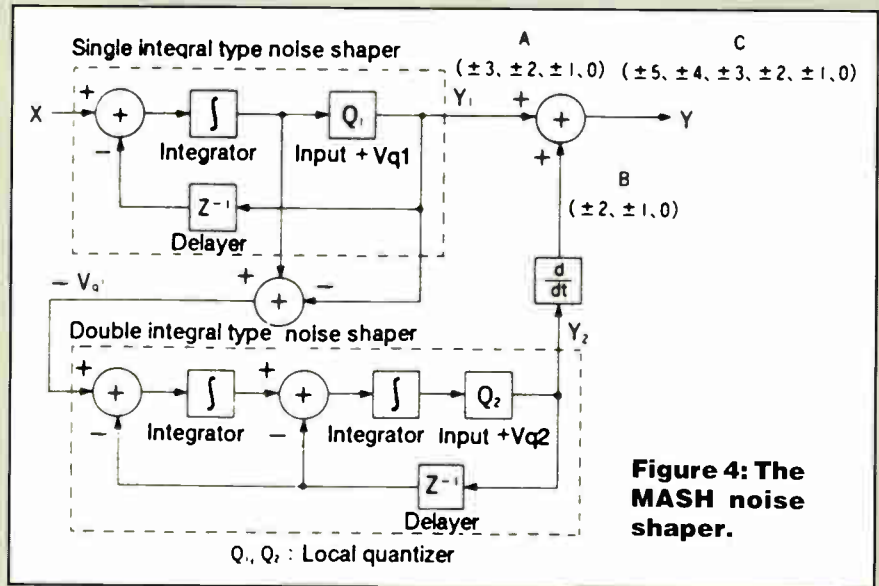 Single integral type noise shaper
A
(±3、±2、±1、0)
C
(±5、±4、±3、±2、±1、0)
X
+
+
−
∫
Integrator
Q₁
Input + Vq1
Y₁
+
+
+
Y
Z⁻¹
Delayer
B
(±2、±1、0)
+
+
−
− Vq'
d
dt
Double integral type noise shaper
Y₂
+
+
−
∫
Integrator
+
+
−
∫
Integrator
Q₂
Input +Vq2
Z⁻¹
Delayer
Q₁, Q₂ : Local quantizer
Figure 4: The
MASH noise
shaper.